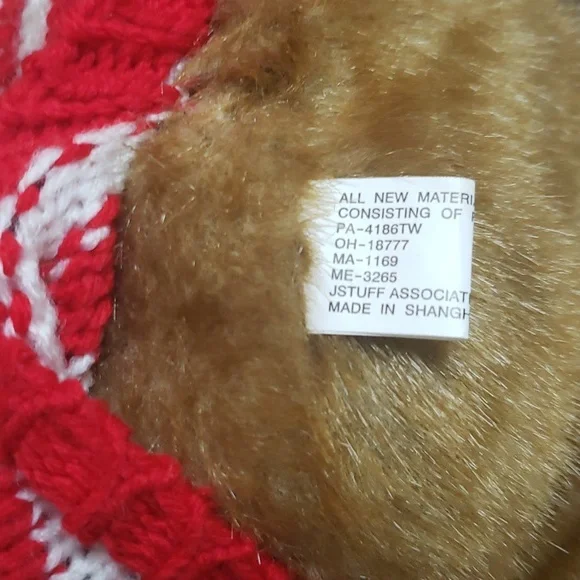 ALL NEW MATERI
CONSISTING OF
PA-4186TW
OH-18777
MA-1169
ME-3265
JSTUFF ASSOCIAT
MADE IN SHANGH